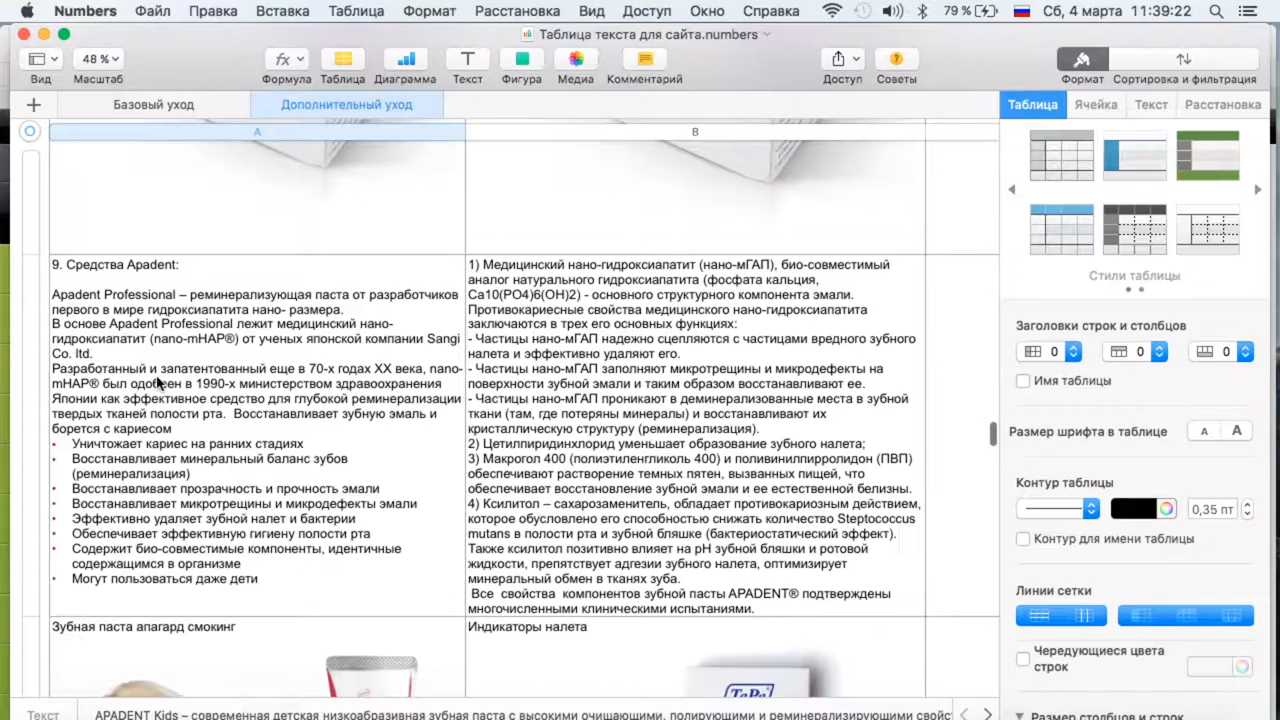 Numbers Файл Правка Вставка Таблица Формат Расстановка Вид Доступ Окно Справка 79 % Сб, 4 марта 11:39:22
Таблица текста для сайта.numbers
48 %
fx
T
?
Вид Масштаб Формула Таблица Диаграмма Текст Фигура Медиа Комментарий Доступ Советы Формат Сортировка и фильтрация
+ Базовый уход Дополнительный уход
Таблица Ячейка Текст Расстановка
A B
9. Средства Apadent:
Apadent Professional – реминерализующая паста от разработчиков
первого в мире гидроксиапатита нано- размера.
В основе Apadent Professional лежит медицинский нано-
гидроксиапатит (nano-mHAP®) от ученых японской компании Sangi
Co. ltd.
Разработанный и запатентованный еще в 70-х годах XX века, nano-
mHAP® был одобрен в 1990-х министерством здравоохранения
Японии как эффективное средство для глубокой реминерализации
твердых тканей полости рта. Восстанавливает зубную эмаль и
борется с кариесом
• Уничтожает кариес на ранних стадиях
• Восстанавливает минеральный баланс зубов
(реминерализация)
• Восстанавливает прозрачность и прочность эмали
• Восстанавливает микротрещины и микродефекты эмали
• Эффективно удаляет зубной налет и бактерии
• Обеспечивает эффективную гигиену полости рта
• Содержит био-совместимые компоненты, идентичные
содержащимся в организме
• Могут пользоваться даже дети
1) Медицинский нано-гидроксиапатит (нано-мГАП), био-совместимый
аналог натурального гидроксиапатита (фосфата кальция,
Ca10(PO4)6(OH)2) - основного структурного компонента эмали.
Противокариесные свойства медицинского нано-гидроксиапатита
заключаются в трех его основных функциях:
- Частицы нано-мГАП надежно сцепляются с частицами вредного зубного
налета и эффективно удаляют его.
- Частицы нано-мГАП заполняют микротрещины и микродефекты на
поверхности зубной эмали и таким образом восстанавливают ее.
- Частицы нано-мГАП проникают в деминерализованные места в зубной
ткани (там, где потеряны минералы) и восстанавливают их
кристаллическую структуру (реминерализация).
2) Цетилпиридинхлорид уменьшает образование зубного налета;
3) Макрогол 400 (полиэтиленгликоль 400) и поливинилпирролидон (ПВП)
обеспечивают растворение темных пятен, вызванных пищей, что
обеспечивает восстановление зубной эмали и ее естественной белизны.
4) Ксилитол – сахарозаменитель, обладает противокариозным действием,
которое обусловлено его способностью снижать количество Steptococcus
mutans в полости рта и зубной бляшке (бактериостатический эффект).
Также ксилитол позитивно влияет на pH зубной бляшки и ротовой
жидкости, препятствует адгезии зубного налета, оптимизирует
минеральный обмен в тканях зуба.
Все свойства компонентов зубной пасты APADENT® подтверждены
многочисленными клиническими испытаниями.
Зубная паста апагард смокинг
Индикаторы налета
TePe
Стили таблицы
Заголовки строк и столбцов
0 0 0
Имя таблицы
Размер шрифта в таблице A A
Контур таблицы
0,35 пт
Контур для имени таблицы
Линии сетки
Чередующиеся цвета
строк
Размер столбцов и строк
Текст APADENT Kids – современная детская низкоабразивная зубная паста с высокими очищающими, полирующими и реминерализирующими свойст